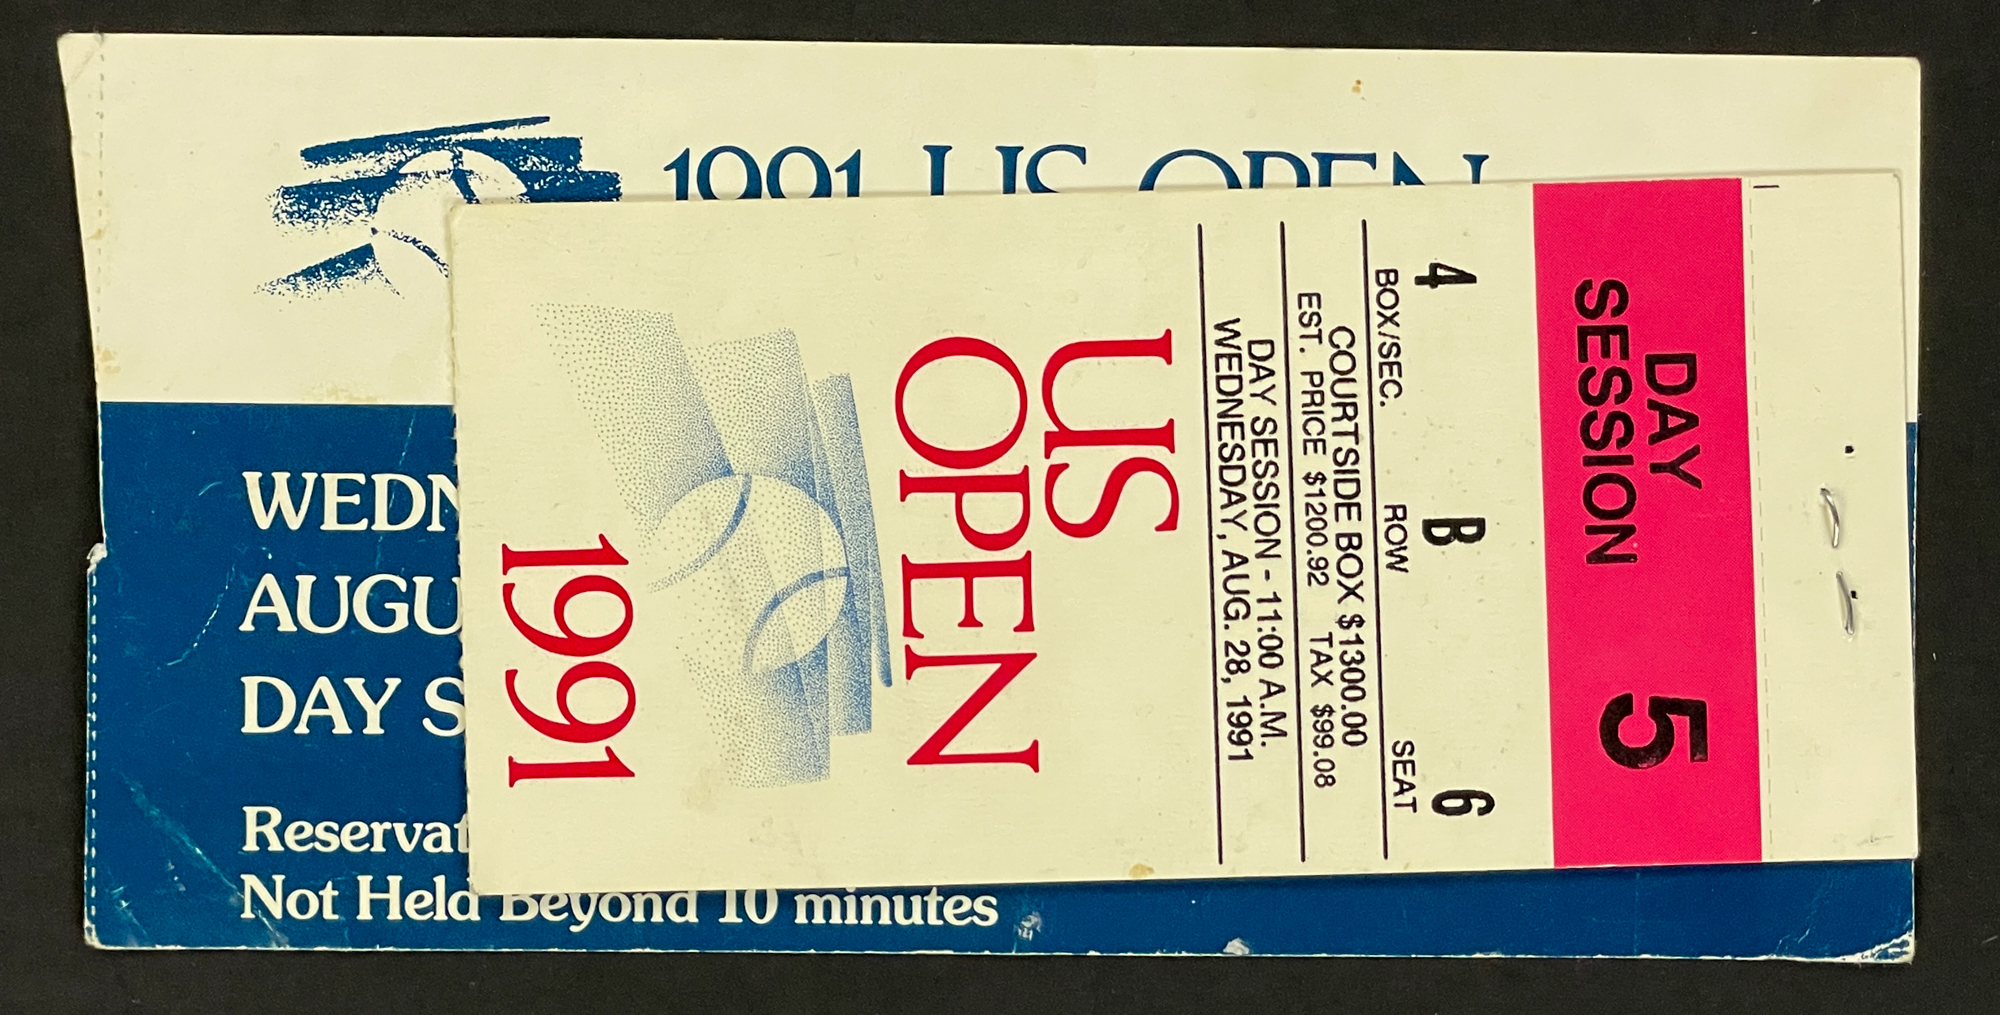 1991 US OPEN
WEDN
AUGU
DAY S
Reservat
Not Held Beyond 10 minutes
DAY
SESSION 5
4 B 6
BOX/SEC. ROW SEAT
COURTSIDE BOX $1300.00
EST. PRICE $1200.92 TAX $99.08
DAY SESSION - 11:00 A.M.
WEDNESDAY, AUG. 28, 1991
US
OPEN
1991